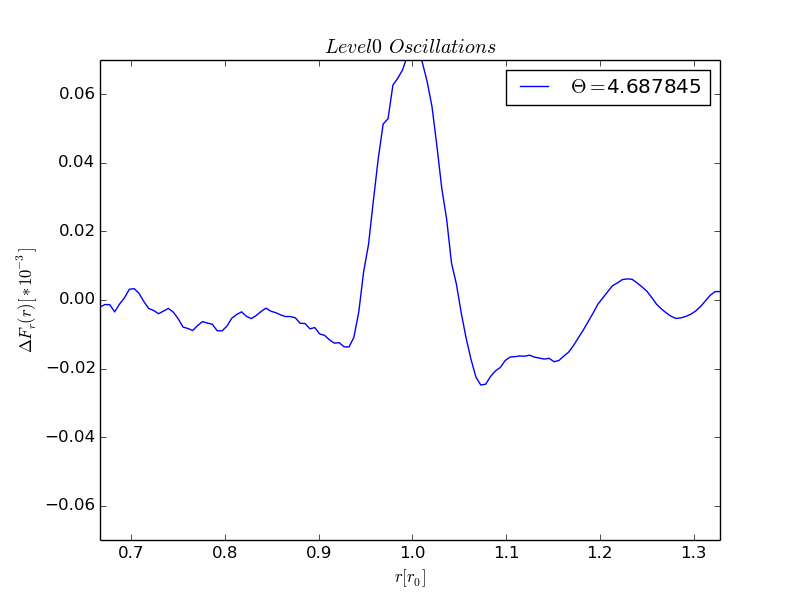 Level0 Oscillations
Θ = 4.687845
0.06
0.04
0.02
0.00
−0.02
−0.04
−0.06
ΔF_r(r)[∗10^{−3}]
0.7 0.8 0.9 1.0 1.1 1.2 1.3
r[r_0]